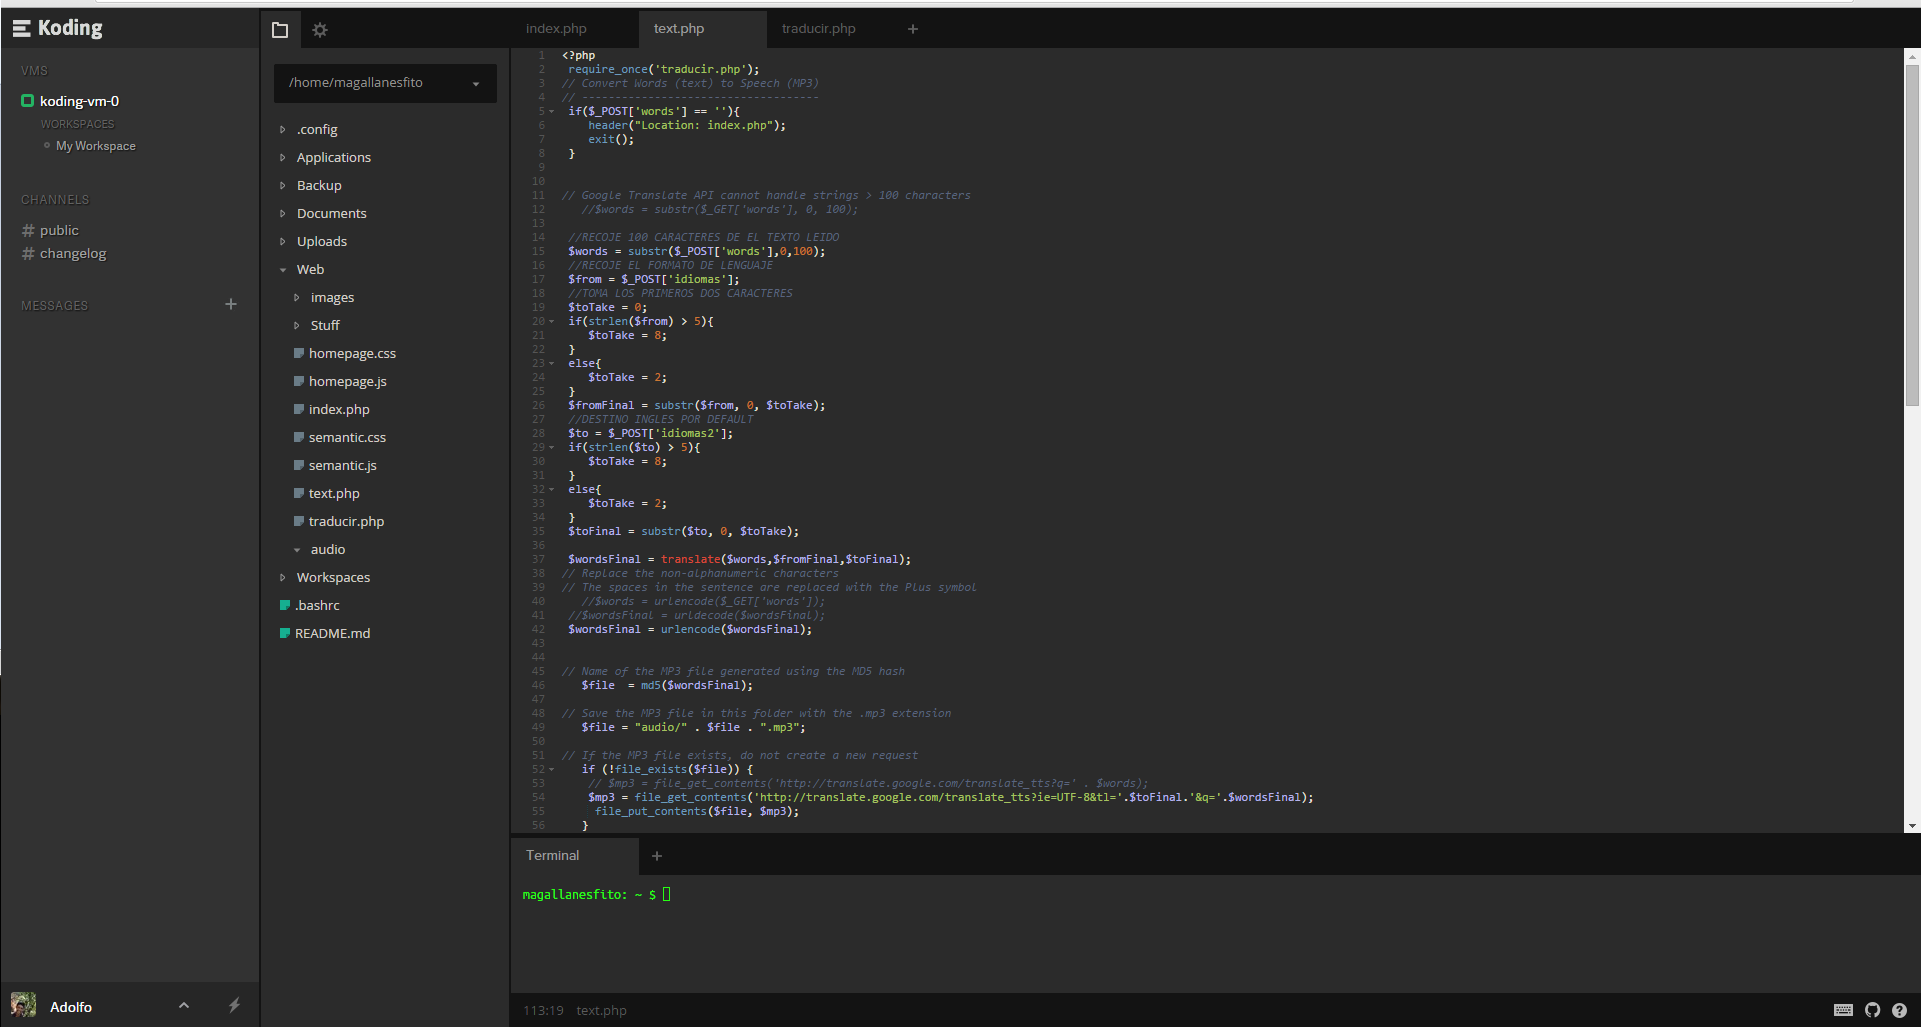 Koding
VMS
koding-vm-0
WORKSPACES
My Workspace
CHANNELS
# public
# changelog
MESSAGES +
Adolfo
/home/magallanesfito
.config
Applications
Backup
Documents
Uploads
Web
images
Stuff
homepage.css
homepage.js
index.php
semantic.css
semantic.js
text.php
traducir.php
audio
Workspaces
.bashrc
README.md
index.php text.php traducir.php +
1 <?php
2 require_once('traducir.php');
3 // Convert Words (text) to Speech (MP3)
4 // ------------------------------------
5 if($_POST['words'] == ''){
6 header("Location: index.php");
7 exit();
8 }
9
10
11 // Google Translate API cannot handle strings > 100 characters
12 //$words = substr($_GET['words'], 0, 100);
13
14 //RECOJE 100 CARACTERES DE EL TEXTO LEIDO
15 $words = substr($_POST['words'],0,100);
16 //RECOJE EL FORMATO DE LENGUAJE
17 $from = $_POST['idiomas'];
18 //TOMA LOS PRIMEROS DOS CARACTERES
19 $toTake = 0;
20 if(strlen($from) > 5){
21 $toTake = 8;
22 }
23 else{
24 $toTake = 2;
25 }
26 $fromFinal = substr($from, 0, $toTake);
27 //DESTINO INGLES POR DEFAULT
28 $to = $_POST['idiomas2'];
29 if(strlen($to) > 5){
30 $toTake = 8;
31 }
32 else{
33 $toTake = 2;
34 }
35 $toFinal = substr($to, 0, $toTake);
36
37 $wordsFinal = translate($words,$fromFinal,$toFinal);
38 // Replace the non-alphanumeric characters
39 // The spaces in the sentence are replaced with the Plus symbol
40 //$words = urlencode($_GET['words']);
41 //$wordsFinal = urldecode($wordsFinal);
42 $wordsFinal = urlencode($wordsFinal);
43
44
45 // Name of the MP3 file generated using the MD5 hash
46 $file = md5($wordsFinal);
47
48 // Save the MP3 file in this folder with the .mp3 extension
49 $file = "audio/" . $file . ".mp3";
50
51 // If the MP3 file exists, do not create a new request
52 if (!file_exists($file)) {
53 // $mp3 = file_get_contents('http://translate.google.com/translate_tts?q=' . $words);
54 $mp3 = file_get_contents('http://translate.google.com/translate_tts?ie=UTF-8&tl='.$toFinal.'&q='.$wordsFinal);
55 file_put_contents($file, $mp3);
56 }
Terminal +
magallanesfito: ~ $
113:19 text.php